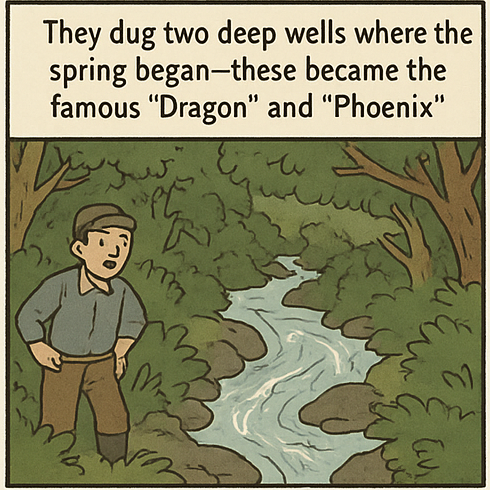 They dug two deep wells where the
spring began—these became the
famous “Dragon” and “Phoenix”